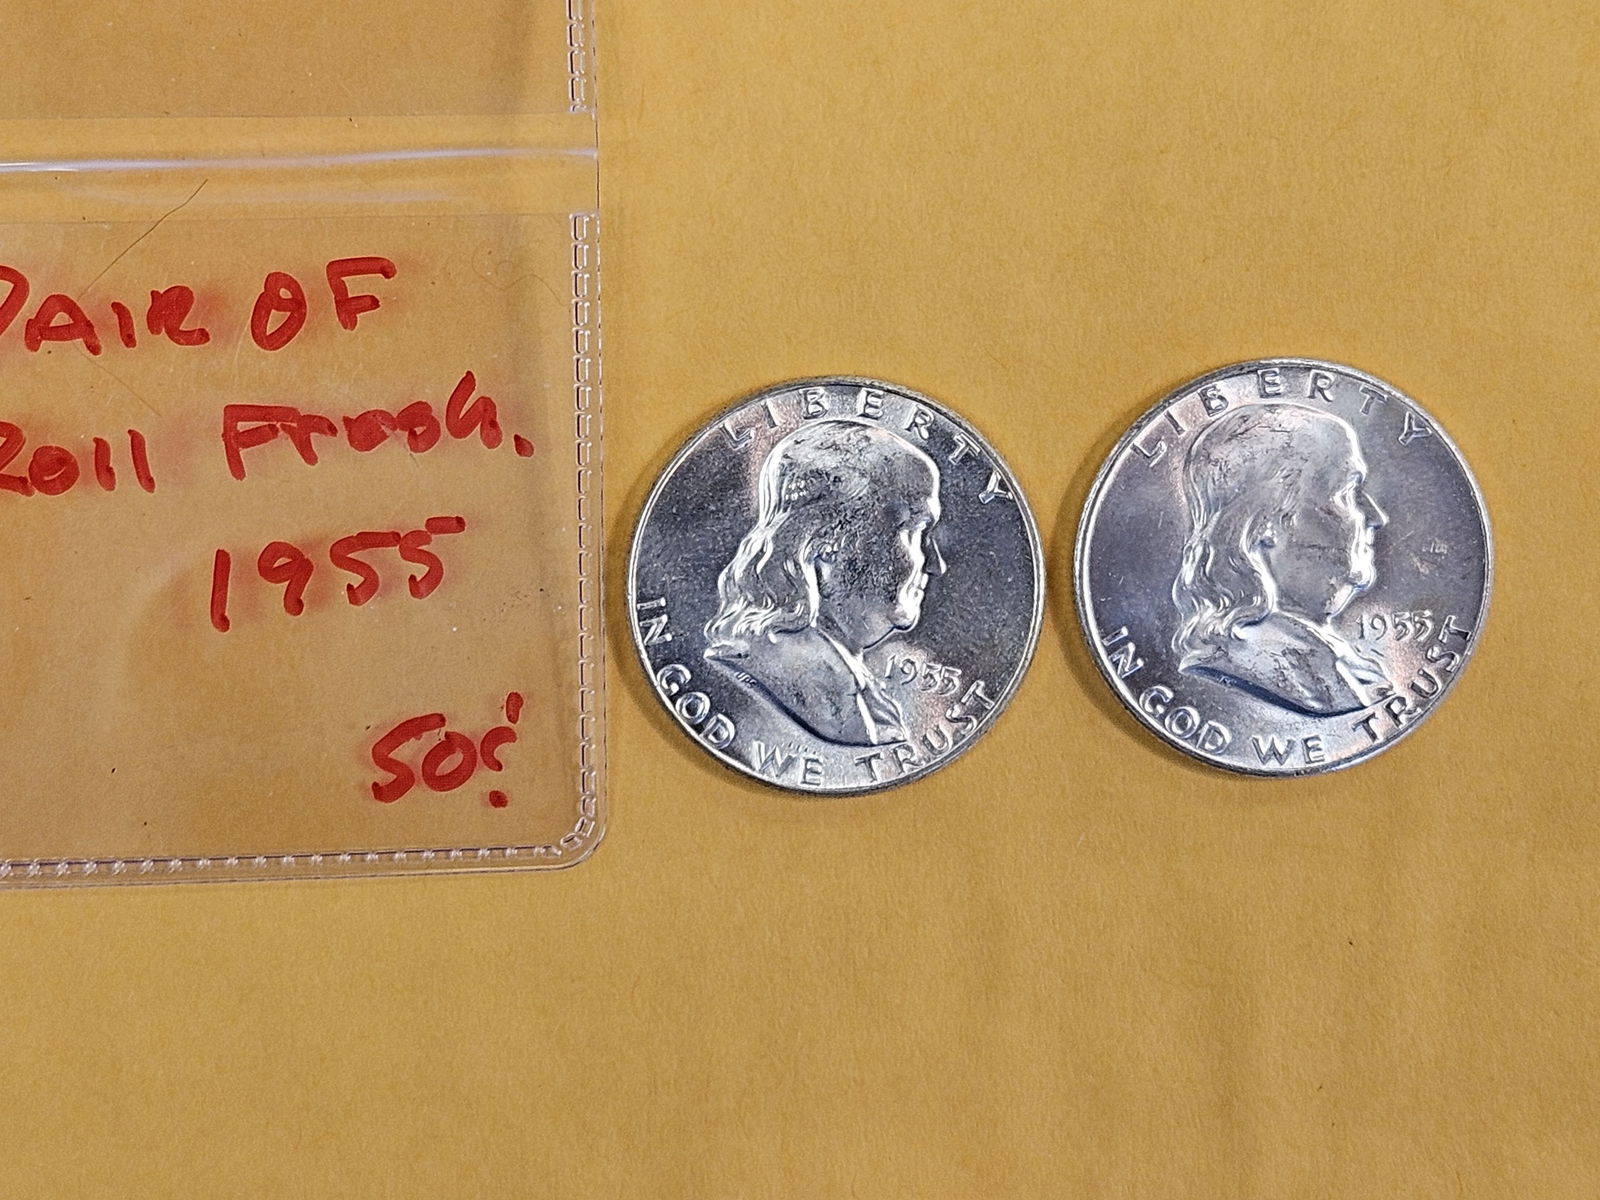 PAIR OF
Roll Fresh.
1955
50¢
LIBERTY
1955
IN GOD WE TRUST
LIBERTY
1955
IN GOD WE TRUST